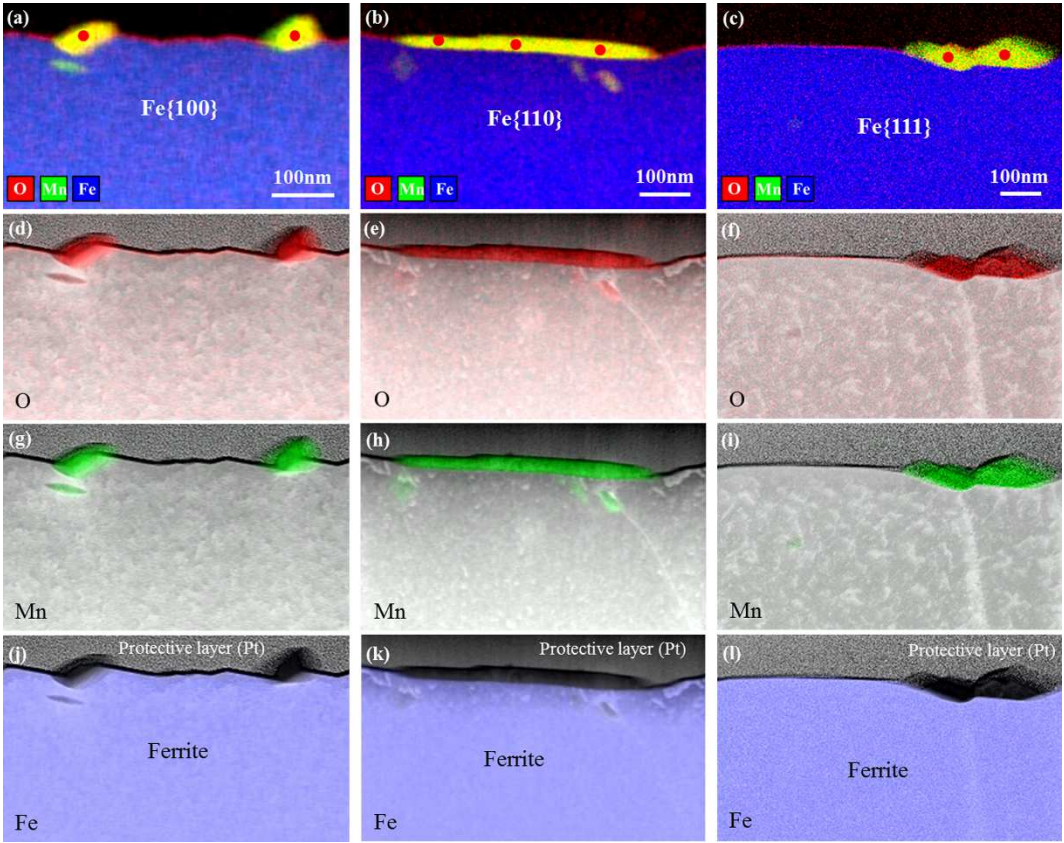 (a)
Fe{100}
O Mn Fe
100nm
(b)
Fe{110}
O Mn Fe
100nm
(c)
Fe{111}
O Mn Fe
100nm
(d)
O
(e)
O
(f)
O
(g)
Mn
(h)
Mn
(i)
Mn
(j)
Protective layer (Pt)
Ferrite
Fe
(k)
Protective layer (Pt)
Ferrite
Fe
(l)
Protective layer (Pt)
Ferrite
Fe